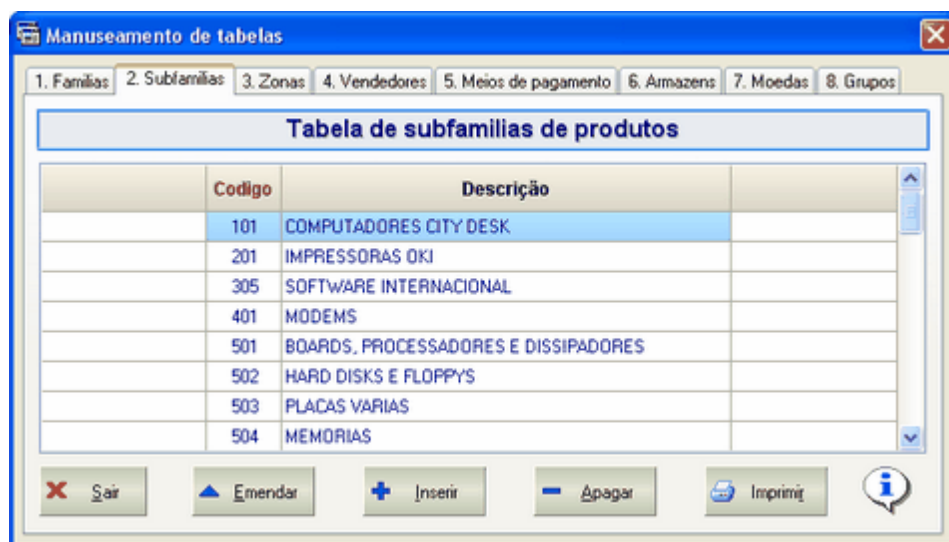 Manuseamento de tabelas
1. Familias 2. Subfamilias 3. Zonas 4. Vendedores 5. Meios de pagamento 6. Armazens 7. Moedas 8. Grupos
Tabela de subfamilias de produtos
Codigo Descrição
101 COMPUTADORES CITY DESK
201 IMPRESSORAS OKI
305 SOFTWARE INTERNACIONAL
401 MODEMS
501 BOARDS, PROCESSADORES E DISSIPADORES
502 HARD DISKS E FLOPPYS
503 PLACAS VARIAS
504 MEMORIAS
Sair Emendar Inserir Apagar Imprimir